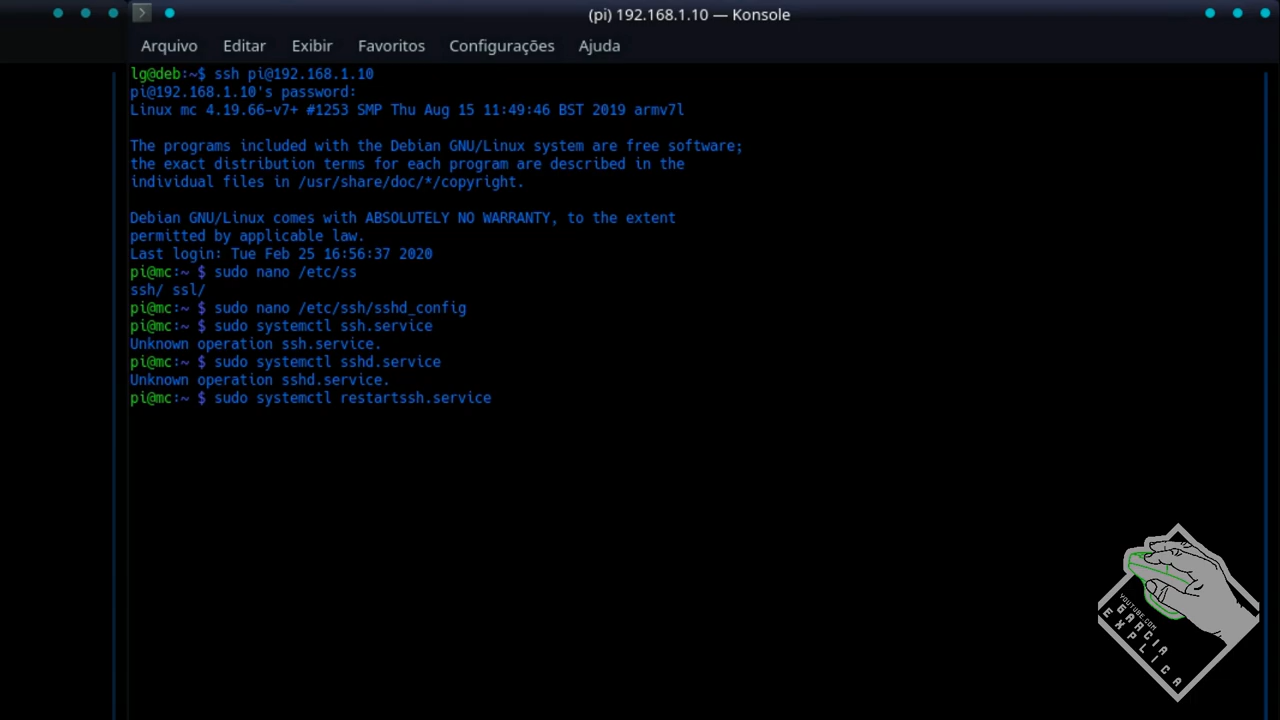 (pi) 192.168.1.10 — Konsole
Arquivo Editar Exibir Favoritos Configurações Ajuda
lg@deb:~$ ssh pi@192.168.1.10
pi@192.168.1.10's password:
Linux mc 4.19.66-v7+ #1253 SMP Thu Aug 15 11:49:46 BST 2019 armv7l
The programs included with the Debian GNU/Linux system are free software;
the exact distribution terms for each program are described in the
individual files in /usr/share/doc/*/copyright.
Debian GNU/Linux comes with ABSOLUTELY NO WARRANTY, to the extent
permitted by applicable law.
Last login: Tue Feb 25 16:56:37 2020
pi@mc:~ $ sudo nano /etc/ss
ssh/ ssl/
pi@mc:~ $ sudo nano /etc/ssh/sshd_config
pi@mc:~ $ sudo systemctl ssh.service
Unknown operation ssh.service.
pi@mc:~ $ sudo systemctl sshd.service
Unknown operation sshd.service.
pi@mc:~ $ sudo systemctl restartssh.service
YOUTUBE.COM
GARCIA
EXPLICA